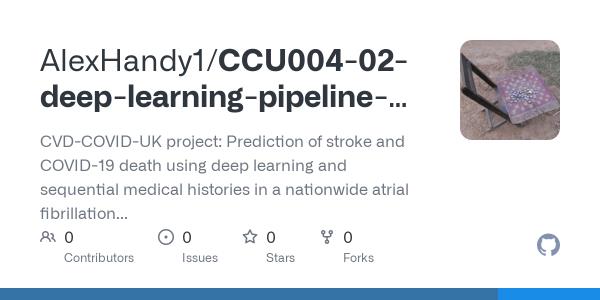 AlexHandy1/CCU004-02-
deep-learning-pipeline-...
CVD-COVID-UK project: Prediction of stroke and
COVID-19 death using deep learning and
sequential medical histories in a nationwide atrial
fibrillation...
0 0 0 0
Contributors Issues Stars Forks